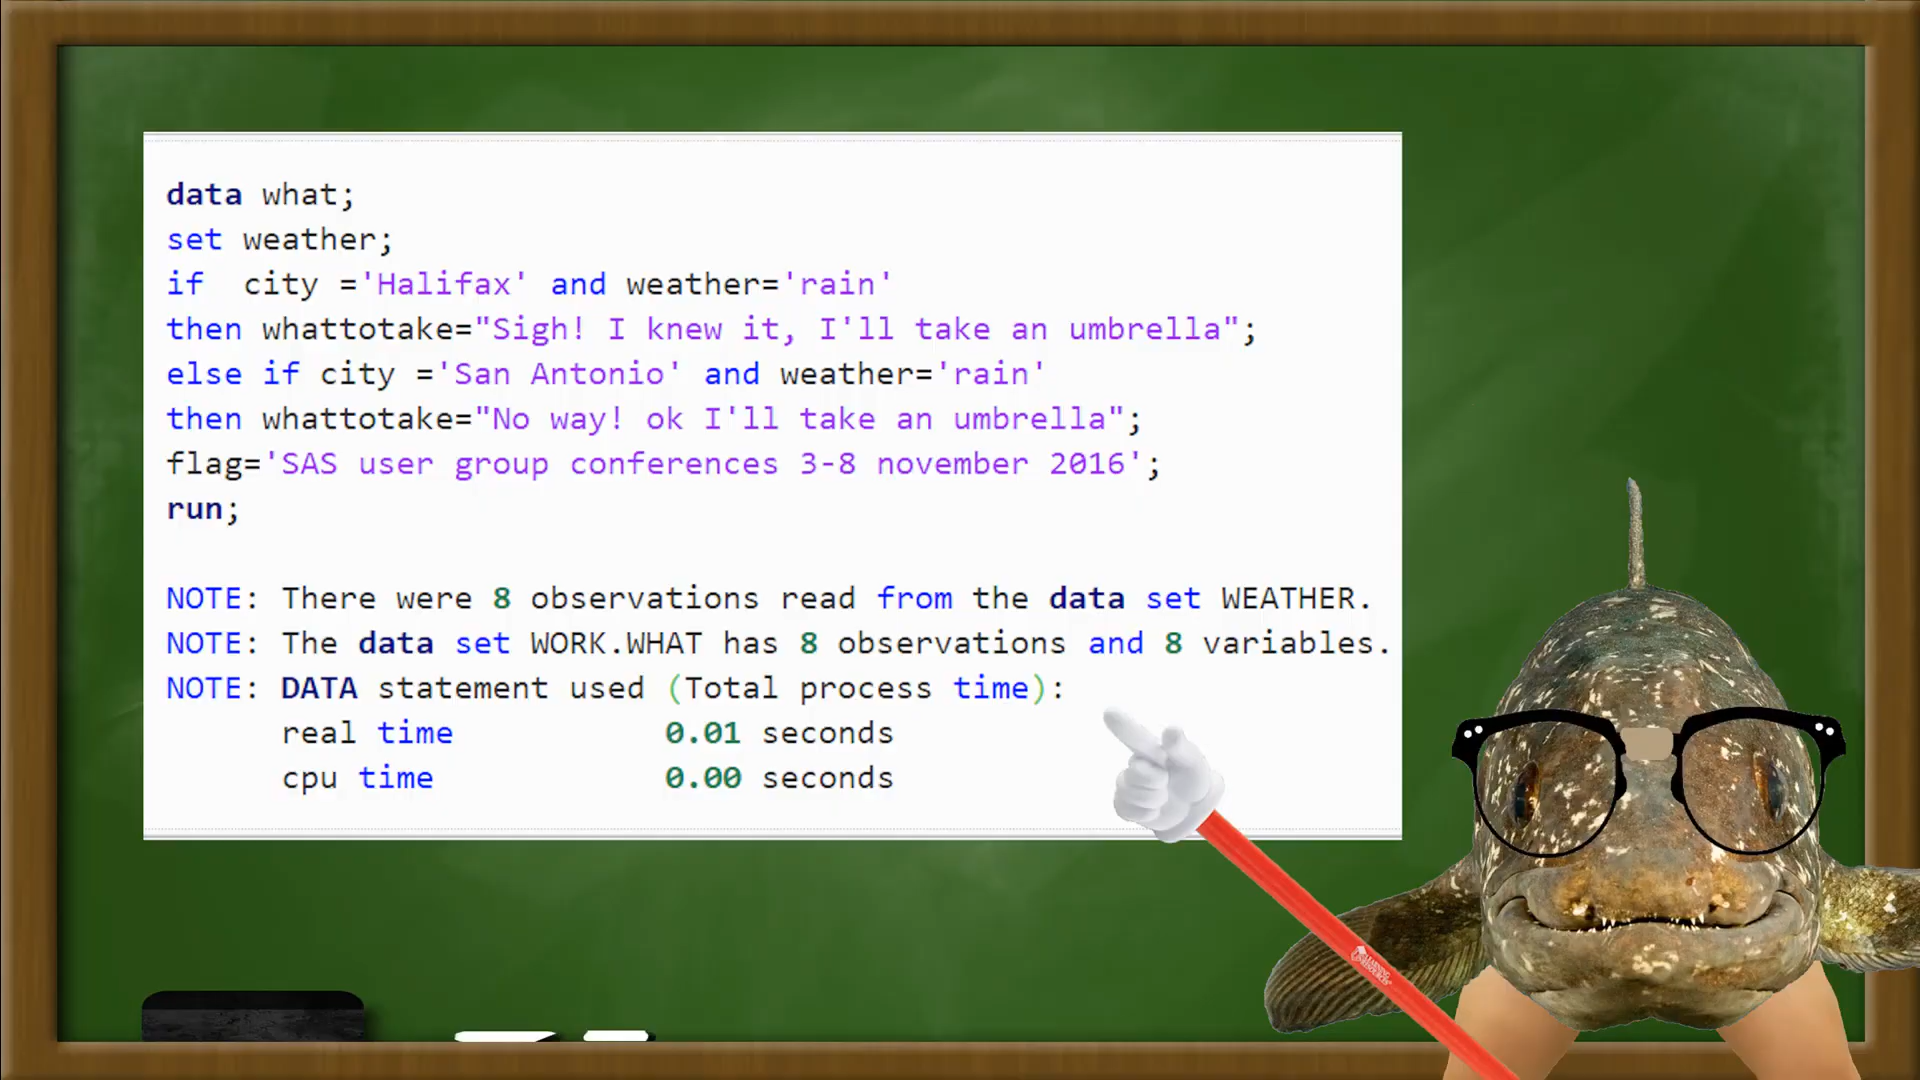 data what;
set weather;
if  city ='Halifax' and weather='rain'
then whattotake="Sigh! I knew it, I'll take an umbrella";
else if city ='San Antonio' and weather='rain'
then whattotake="No way! ok I'll take an umbrella";
flag='SAS user group conferences 3-8 november 2016';
run;
NOTE: There were 8 observations read from the data set WEATHER.
NOTE: The data set WORK.WHAT has 8 observations and 8 variables.
NOTE: DATA statement used (Total process time):
real time 0.01 seconds
cpu time 0.00 seconds
LEARNING
RESOURCES